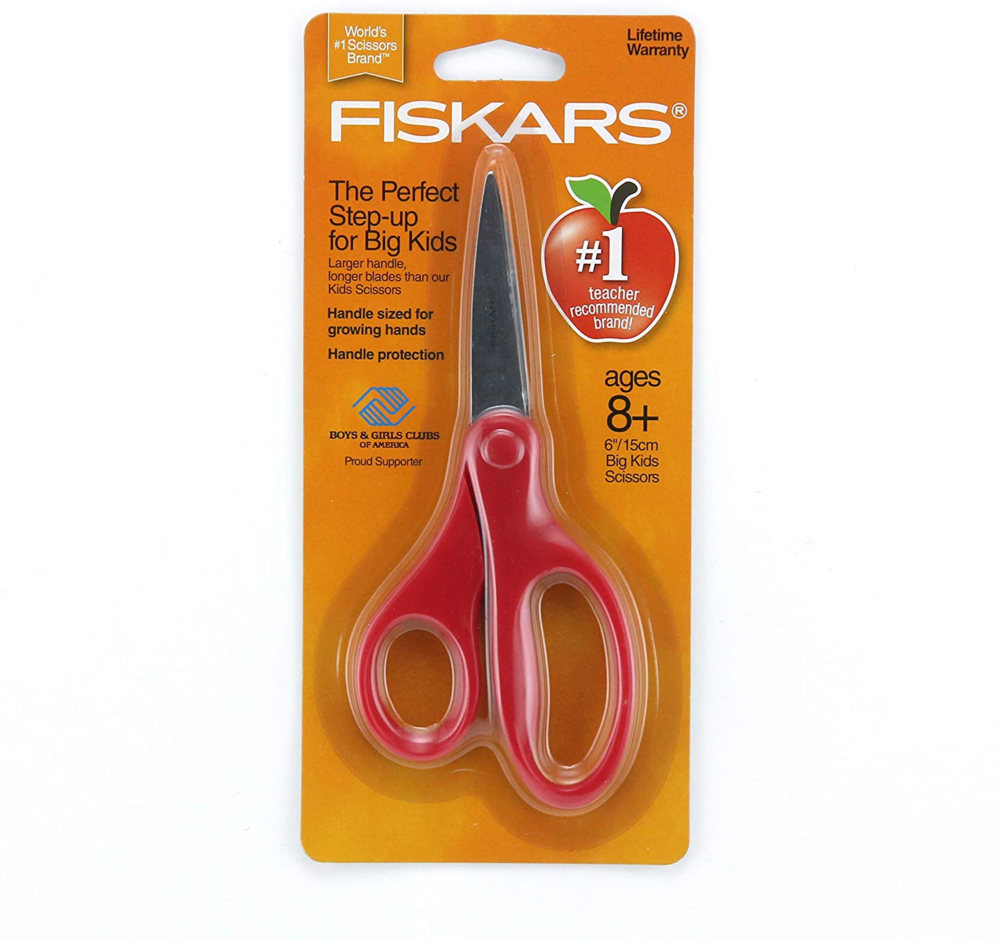 World's
#1 Scissors
Brand™
Lifetime
Warranty
FISKARS®
The Perfect
Step-up
for Big Kids
Larger handle,
longer blades than our
Kids Scissors
Handle sized for
growing hands
Handle protection
BOYS & GIRLS CLUBS
OF AMERICA
Proud Supporter
FISKARS
#1
teacher
recommended
brand!
ages
8+
6"/15cm
Big Kids
Scissors